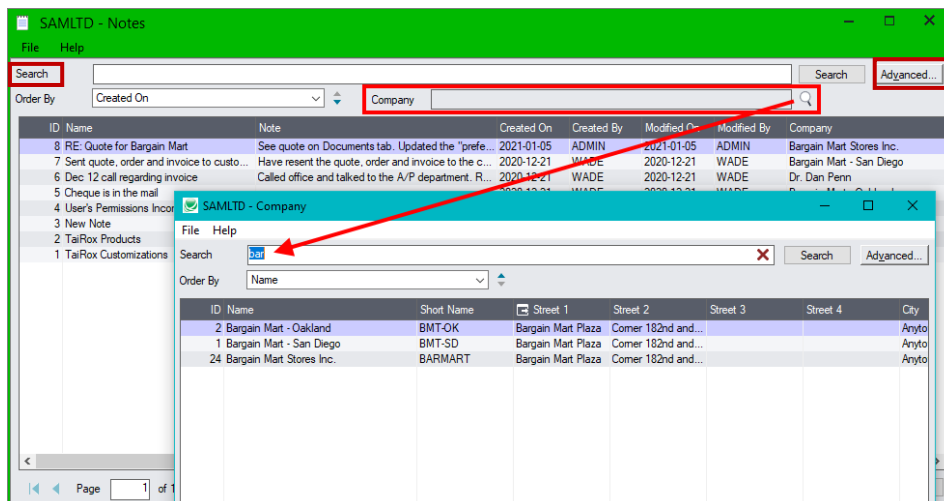 SAMLTD - Notes
File Help
Search Search Advanced...
Order By Created On Company
ID Name Note Created On Created By Modified On Modified By Company
8 RE: Quote for Bargain Mart See quote on Documents tab. Updated the "prefe... 2021-01-05 ADMIN 2021-01-05 ADMIN Bargain Mart Stores Inc.
7 Sent quote, order and invoice to custo... Have resent the quote, order and invoice to the c... 2020-12-21 WADE 2020-12-21 WADE Bargain Mart - San Diego
6 Dec 12 call regarding invoice Called office and talked to the A/P department. R... 2020-12-21 WADE 2020-12-21 WADE Dr. Dan Penn
5 Cheque is in the mail
4 User's Permissions Incor
3 New Note
2 TaiRox Products
1 TaiRox Customizations
Page 1 of 1
SAMLTD - Company
File Help
Search bar Search Advanced...
Order By Name
ID Name Short Name Street 1 Street 2 Street 3 Street 4 City
2 Bargain Mart - Oakland BMT-OK Bargain Mart Plaza Corner 182nd and... Anyto
1 Bargain Mart - San Diego BMT-SD Bargain Mart Plaza Corner 182nd and... Anyto
24 Bargain Mart Stores Inc. BARMART Bargain Mart Plaza Corner 182nd and... Anyto